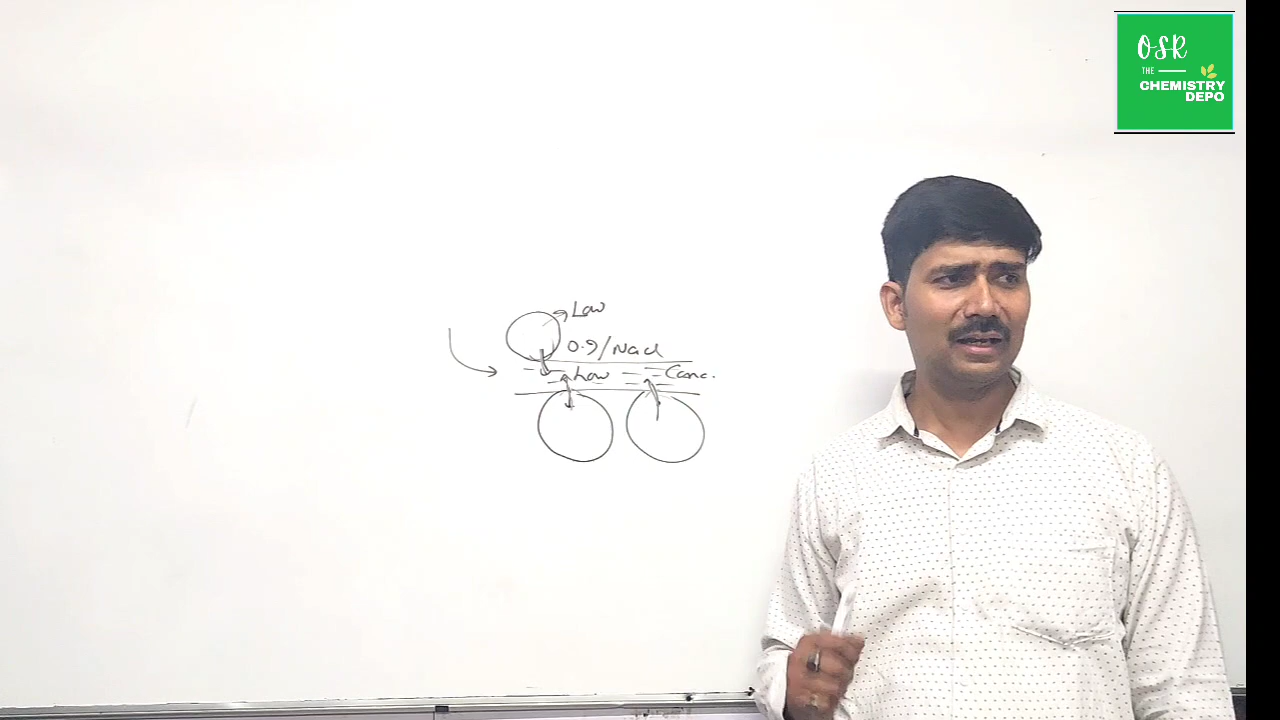 OSR
THE
CHEMISTRY
DEPO
Low
0.9/Nacl
Low
Conc.